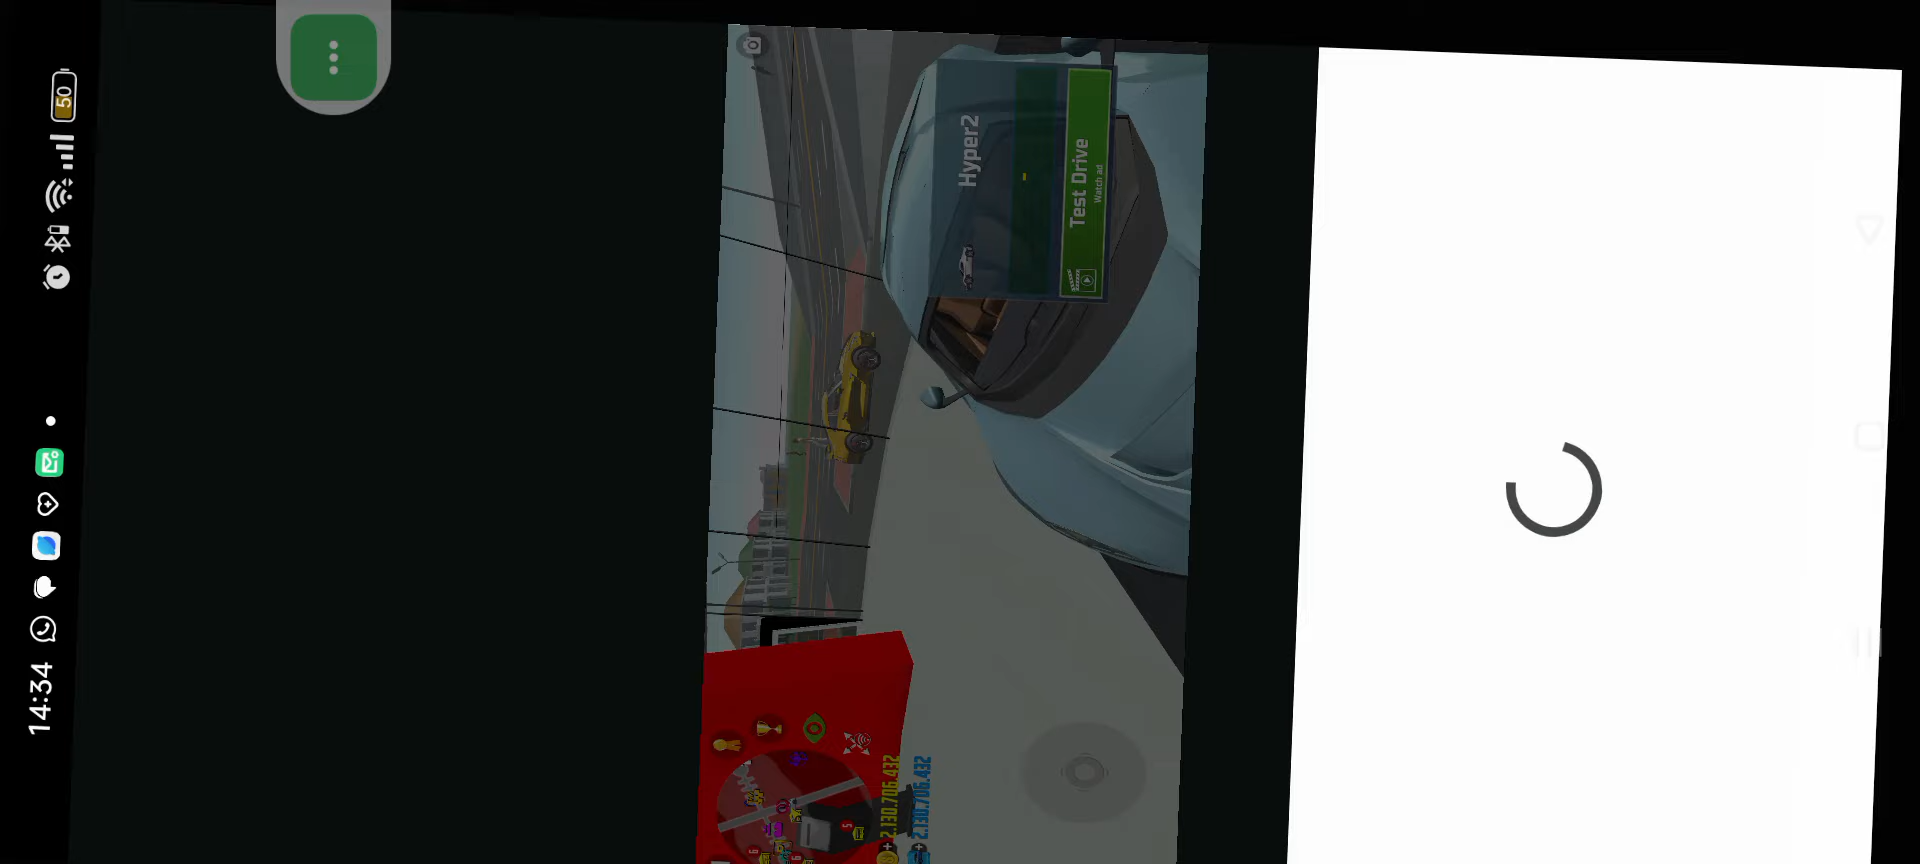 14:34
50
Hyper2
Test Drive
Watch ad
2.130.706.432
2.130.706.432